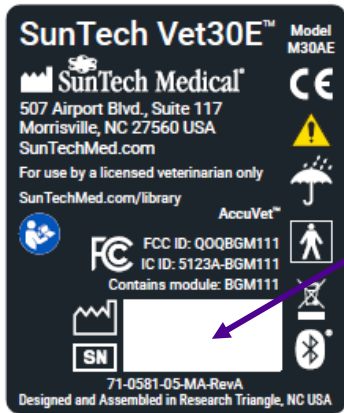 SunTech Vet30E™
Model
M30AE
SunTech Medical®
507 Airport Blvd., Suite 117
Morrisville, NC 27560 USA
SunTechMed.com
For use by a licensed veterinarian only
SunTechMed.com/library
AccuVet™
FCC ID: QOQBGM111
IC ID: 5123A-BGM111
Contains module: BGM111
SN
71-0581-05-MA-RevA
Designed and Assembled in Research Triangle, NC USA